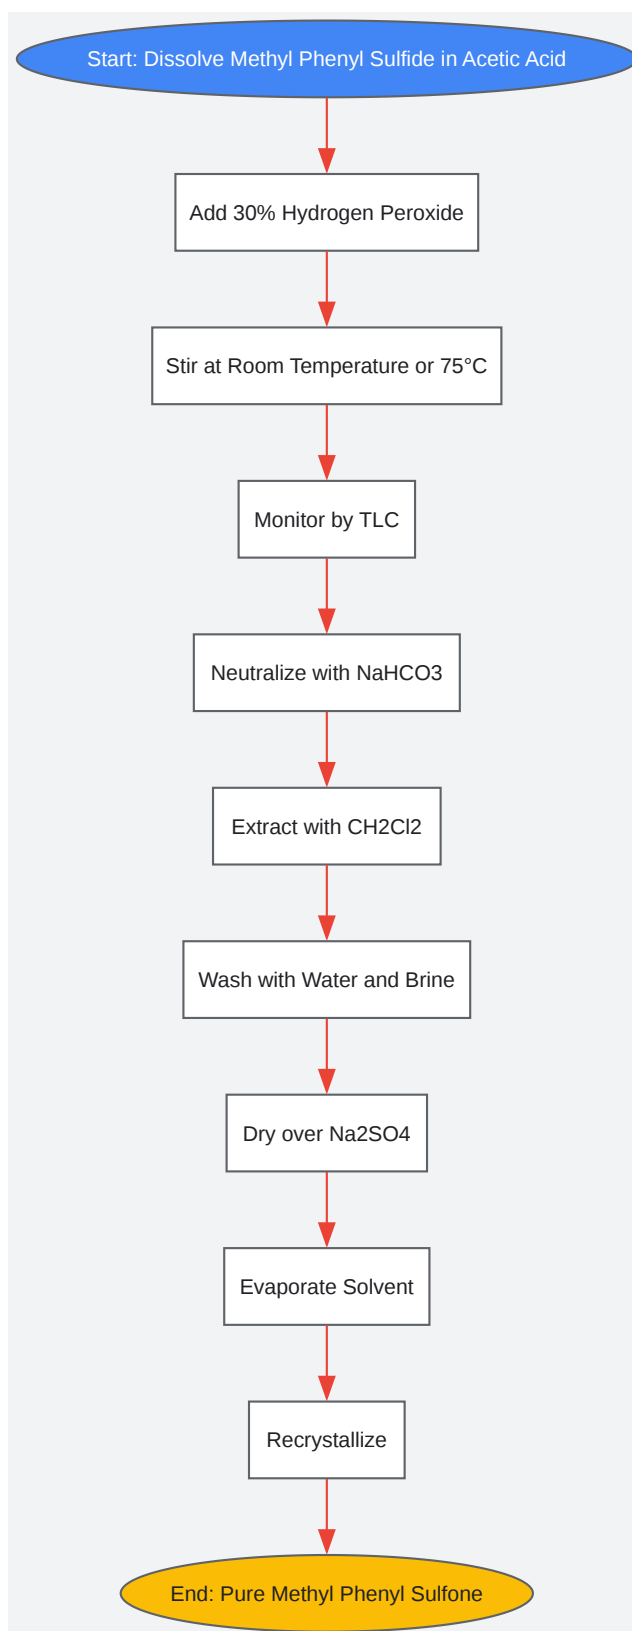 Start: Dissolve Methyl Phenyl Sulfide in Acetic Acid
Add 30% Hydrogen Peroxide
Stir at Room Temperature or 75°C
Monitor by TLC
Neutralize with NaHCO3
Extract with CH2Cl2
Wash with Water and Brine
Dry over Na2SO4
Evaporate Solvent
Recrystallize
End: Pure Methyl Phenyl Sulfone